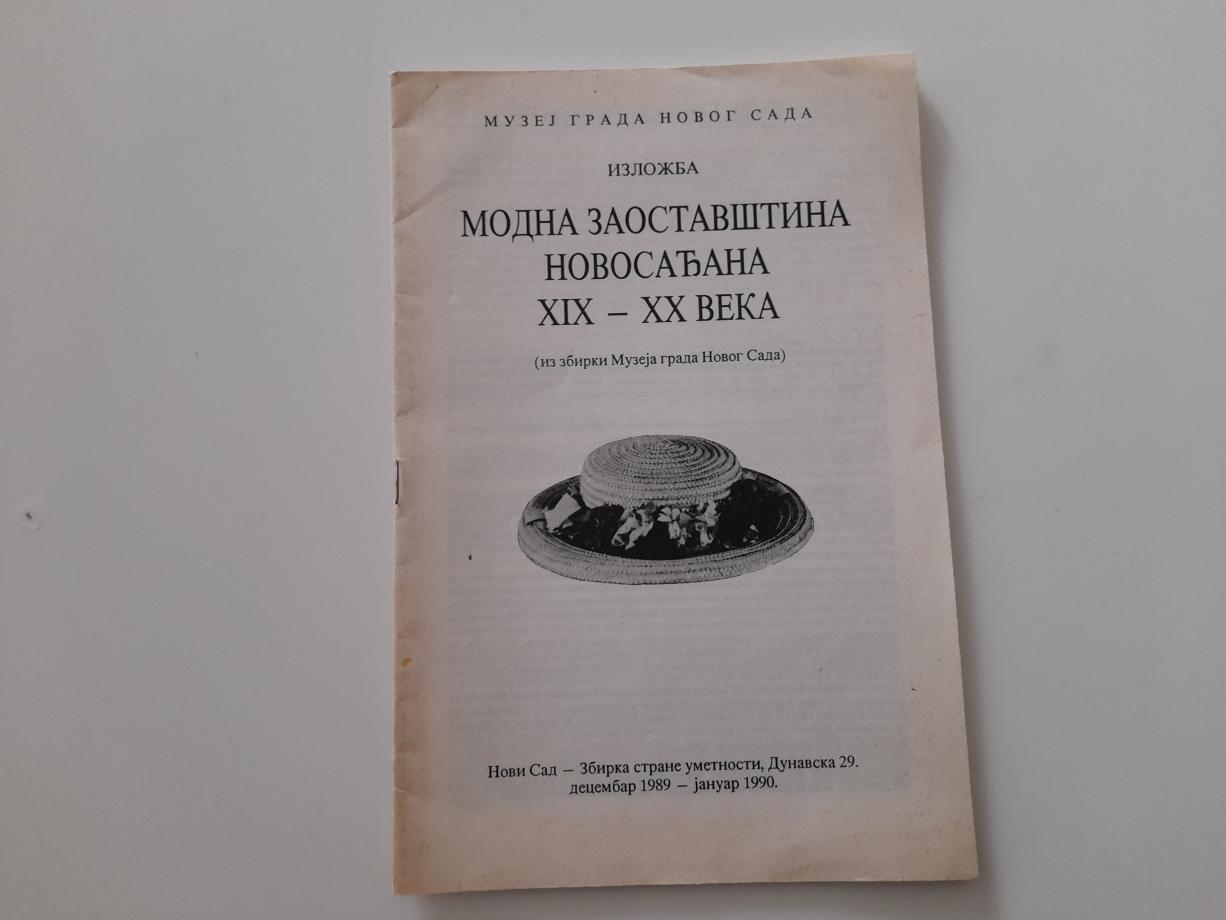 МУЗЕЈ ГРАДА НОВОГ САДА
ИЗЛОЖБА
МОДНА ЗАОСТАВШТИНА
НОВОСАЂАНА
XIX – XX ВЕКА
(из збирки Музеја града Новог Сада)
Нови Сад – Збирка стране уметности, Дунавска 29.
децембар 1989 – јануар 1990.